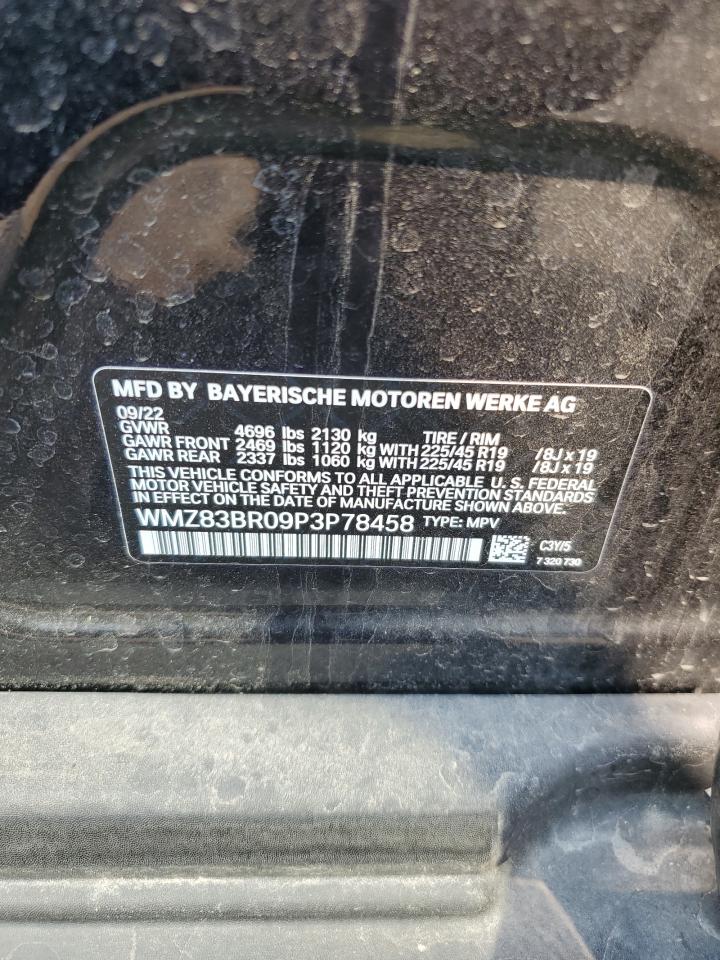 MFD BY BAYERISCHE MOTOREN WERKE AG
09/22
GVWR 4696 lbs 2130 kg TIRE / RIM
GAWR FRONT 2469 lbs 1120 kg WITH 225/45 R19 /8J x 19
GAWR REAR 2337 lbs 1060 kg WITH 225/45 R19 /8J x 19
THIS VEHICLE CONFORMS TO ALL APPLICABLE U. S. FEDERAL
MOTOR VEHICLE SAFETY AND THEFT PREVENTION STANDARDS
IN EFFECT ON THE DATE OF MANUFACTURE SHOWN ABOVE.
WMZ83BR09P3P78458 TYPE: MPV
C3Y/5
7 320 730